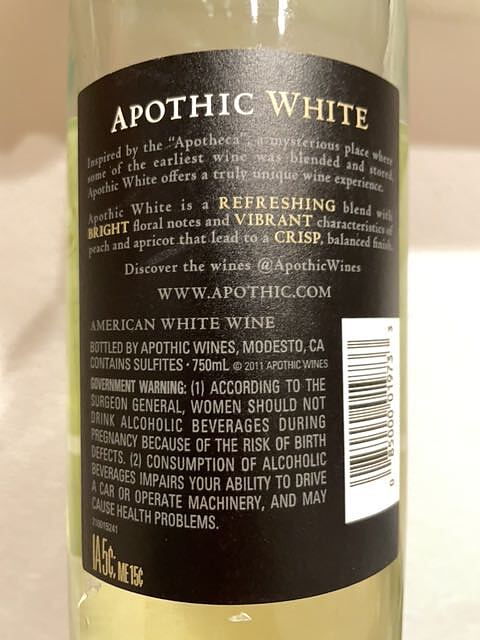 APOTHIC WHITE
Inspired by the "Apotheca", a mysterious place where
some of the earliest wine was blended and stored,
Apothic White offers a truly unique wine experience.
Apothic White is a REFRESHING blend with
BRIGHT floral notes and VIBRANT characteristics of
peach and apricot that lead to a CRISP, balanced finish.
Discover the wines @ApothicWines
WWW.APOTHIC.COM
AMERICAN WHITE WINE
BOTTLED BY APOTHIC WINES, MODESTO, CA
CONTAINS SULFITES • 750mL © 2011 APOTHIC WINES
GOVERNMENT WARNING: (1) ACCORDING TO THE
SURGEON GENERAL, WOMEN SHOULD NOT
DRINK ALCOHOLIC BEVERAGES DURING
PREGNANCY BECAUSE OF THE RISK OF BIRTH
DEFECTS. (2) CONSUMPTION OF ALCOHOLIC
BEVERAGES IMPAIRS YOUR ABILITY TO DRIVE
A CAR OR OPERATE MACHINERY, AND MAY
CAUSE HEALTH PROBLEMS.
IA 5¢, ME 15¢
0 85000 01973 3